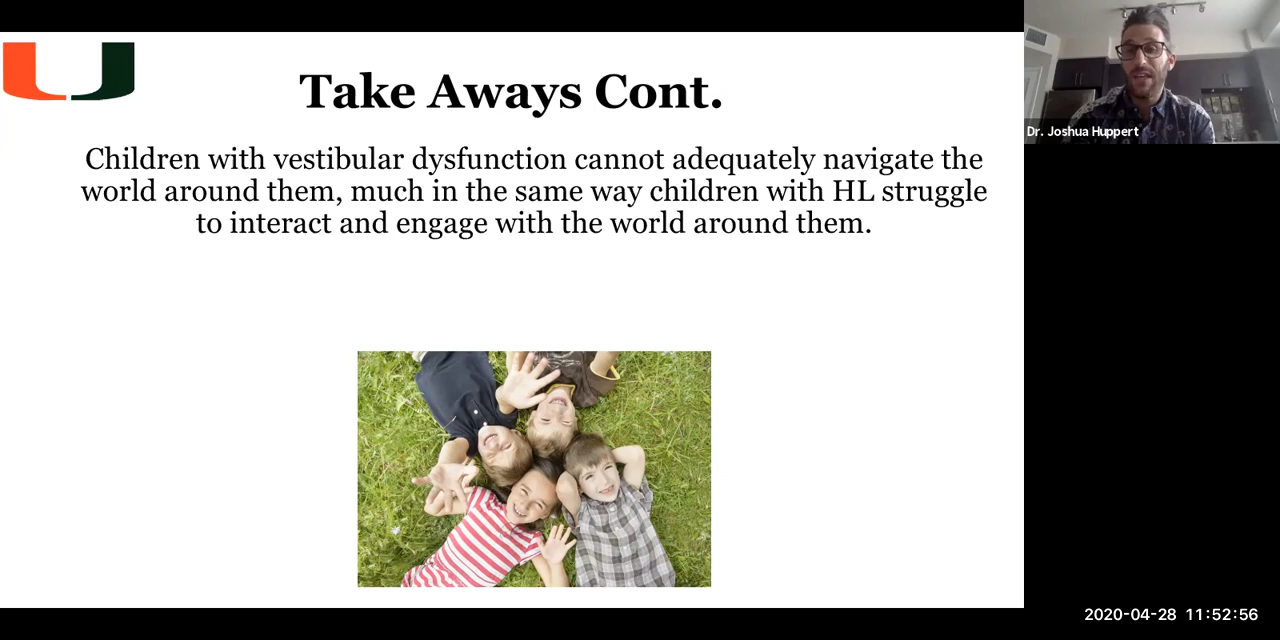 Take Aways Cont.
Children with vestibular dysfunction cannot adequately navigate the
world around them, much in the same way children with HL struggle
to interact and engage with the world around them.
Dr. Joshua Huppert
2020-04-28 11:52:56